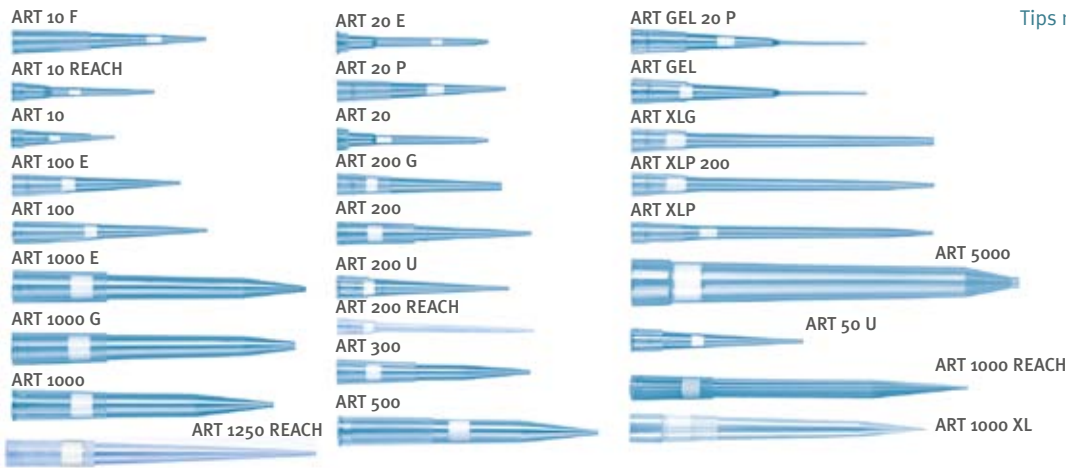 ART 10 F
ART 10 REACH
ART 10
ART 100 E
ART 100
ART 1000 E
ART 1000 G
ART 1000
ART 1250 REACH
ART 20 E
ART 20 P
ART 20
ART 200 G
ART 200
ART 200 U
ART 200 REACH
ART 300
ART 500
ART GEL 20 P
ART GEL
ART XLG
ART XLP 200
ART XLP
ART 5000
ART 50 U
ART 1000 REACH
ART 1000 XL
Tips